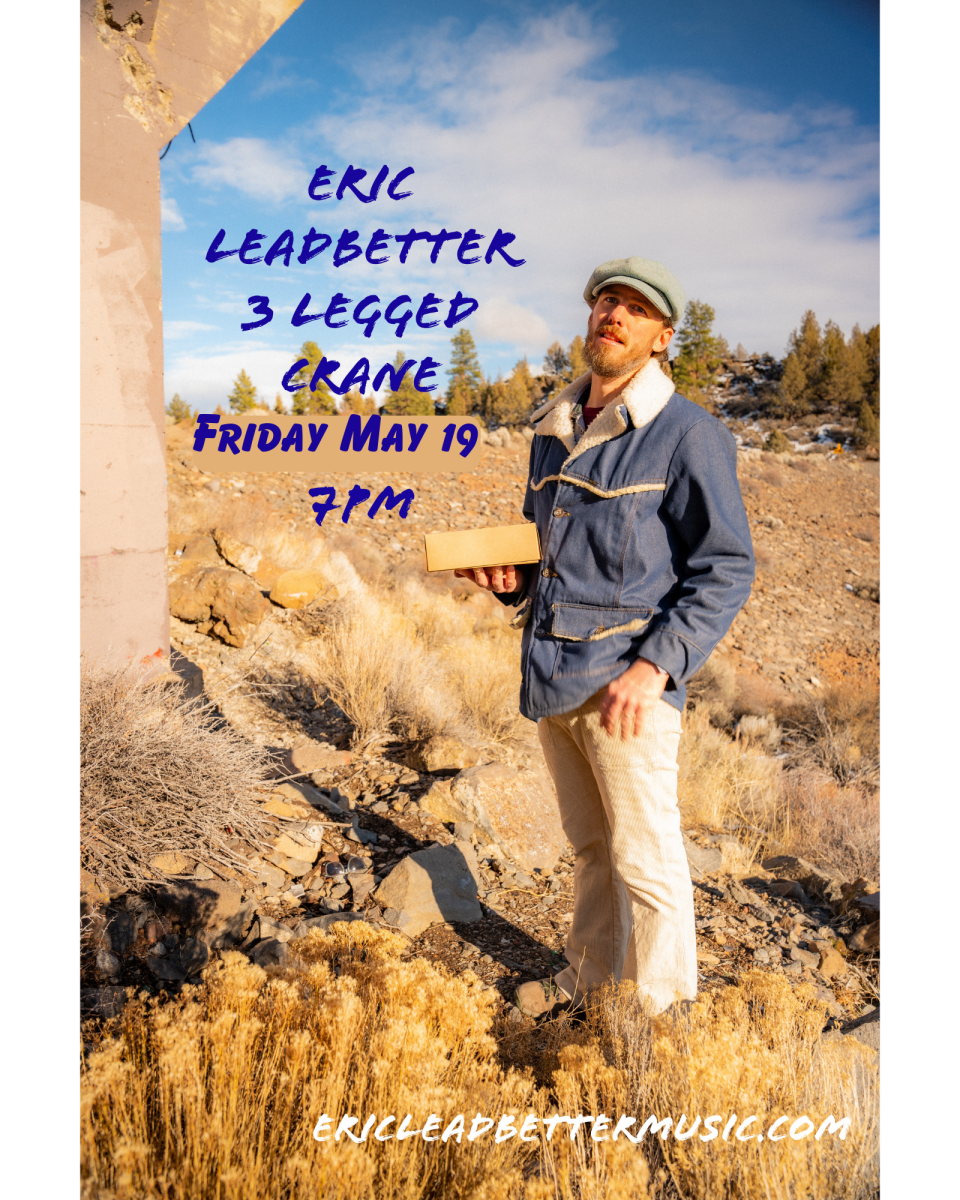 ERIC
LEADBETTER
3 LEGGED
CRANE
FRIDAY MAY 19
7PM
ERICLEADBETTERMUSIC.COM